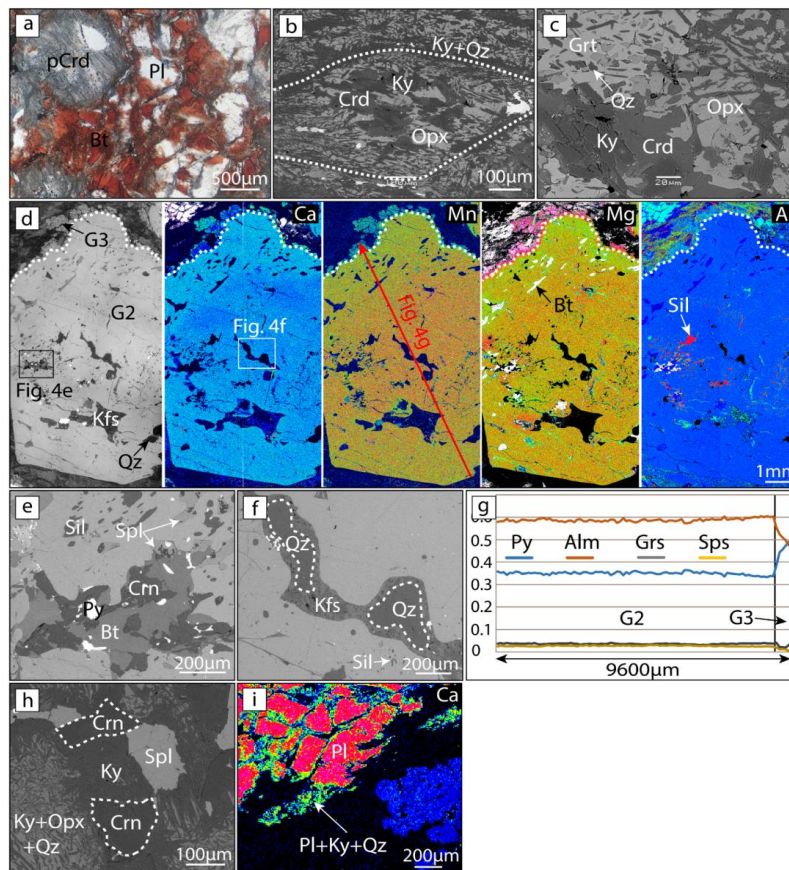 a
pCrd
Pl
Bt
500µm
b
Ky+Qz
Ky
Crd
Opx
100µm
c
Grt
Qz
Opx
Ky
Crd
20µm
d
G3
G2
Fig. 4e
Kfs
Qz
Ca
Fig. 4f
Mn
Fig. 4g
Mg
Bt
Al
Sil
1mm
e
Sil
Spl
Crn
Py
Bt
200µm
f
Qz
Kfs
Qz
Sil
200µm
g
0.6
0.5
0.4
0.3
0.2
0.1
0
Py Alm Grs Sps
G2
G3
9600µm
h
Crn
Spl
Ky
Ky+Opx
+Qz
Crn
100µm
i
Ca
Pl
Pl+Ky+Qz
200µm